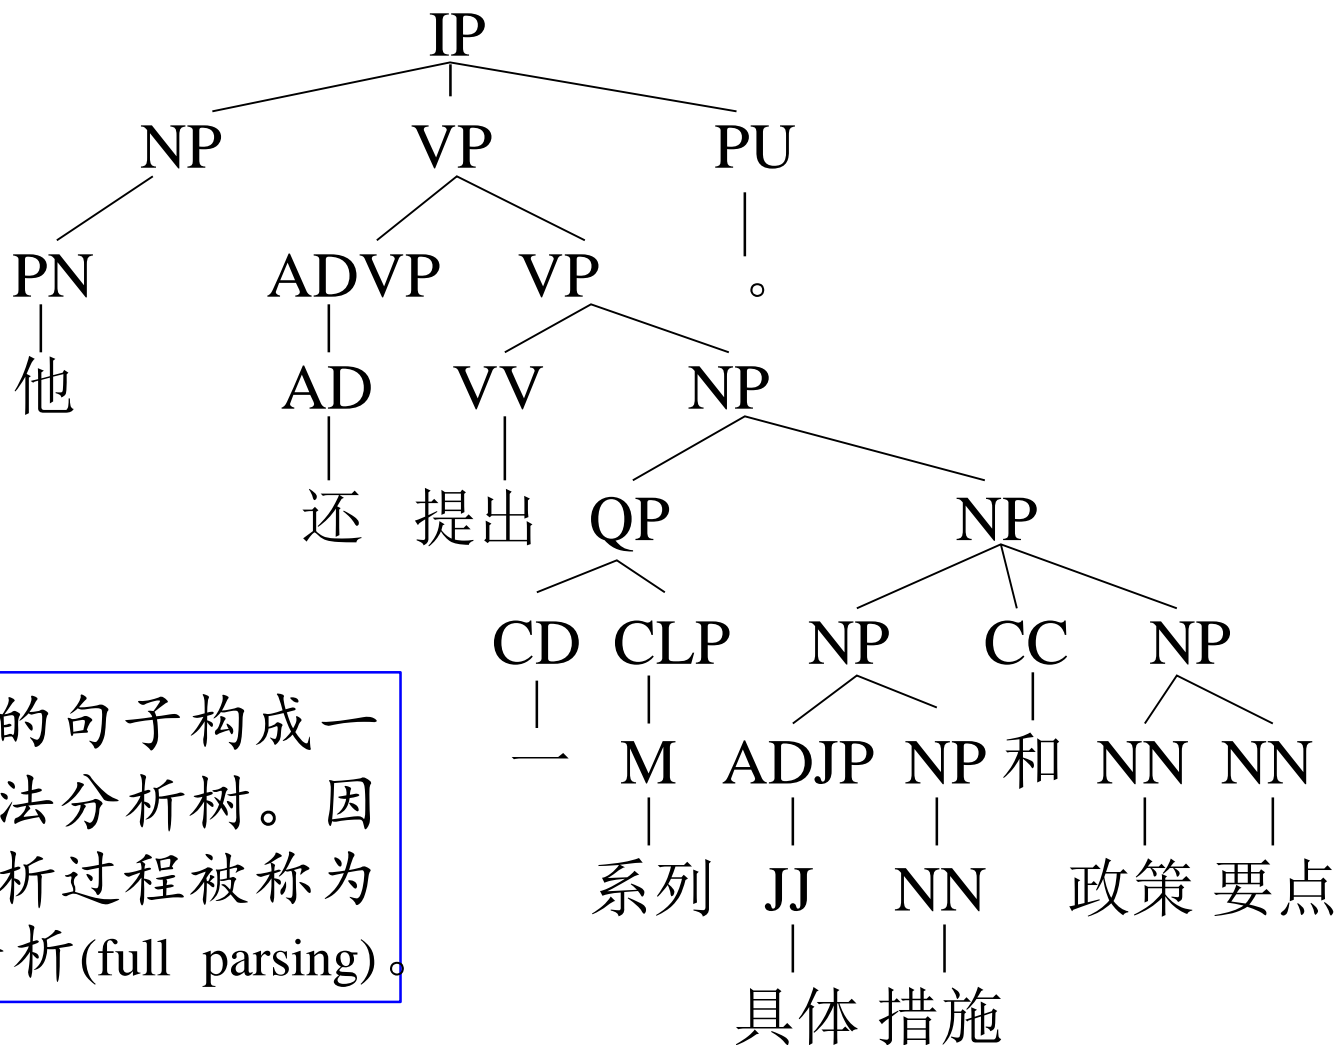 IP
NP VP PU
PN ADVP VP 。
他 AD VV NP
还 提出 QP NP
CD CLP NP CC NP
一 M ADJP NP 和 NN NN
系列 JJ NN 政策 要点
具体 措施
的句子构成一
法分析树。因
析过程被称为
析(full parsing)。